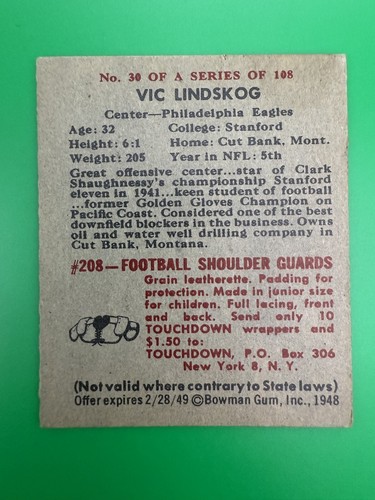 No. 30 OF A SERIES OF 108
VIC LINDSKOG
Center—Philadelphia Eagles
Age: 32 College: Stanford
Height: 6:1 Home: Cut Bank, Mont.
Weight: 205 Year in NFL: 5th
Great offensive center...star of Clark
Shaughnessy's championship Stanford
eleven in 1941...keen student of football
...former Golden Gloves Champion on
Pacific Coast. Considered one of the best
downfield blockers in the business. Owns
oil and water well drilling company in
Cut Bank, Montana.
#208—FOOTBALL SHOULDER GUARDS
Grain leatherette. Padding for
protection. Made in junior size
for children. Full lacing, front
and back. Send only 10
TOUCHDOWN wrappers and
$1.50 to:
TOUCHDOWN, P.O. Box 306
New York 8, N. Y.
(Not valid where contrary to State laws)
Offer expires 2/28/49 ©Bowman Gum, Inc., 1948